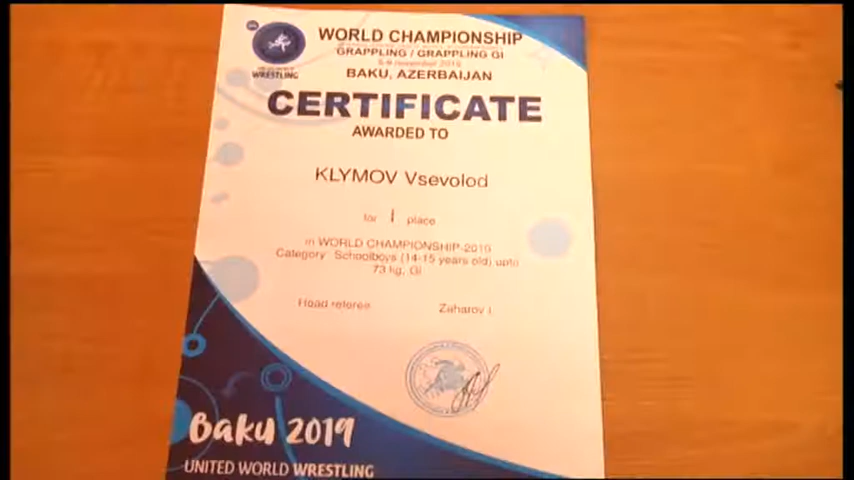 WORLD CHAMPIONSHIP
GRAPPLING / GRAPPLING GI
BAKU, AZERBAIJAN
WRESTLING
CERTIFICATE
AWARDED TO
KLYMOV Vsevolod
for I place
in WORLD CHAMPIONSHIP-2019
Category Schoolboys (14-15 years old) upto
73 kg, GI
Head referee Zaharov I
Baku 2019
UNITED WORLD WRESTLING